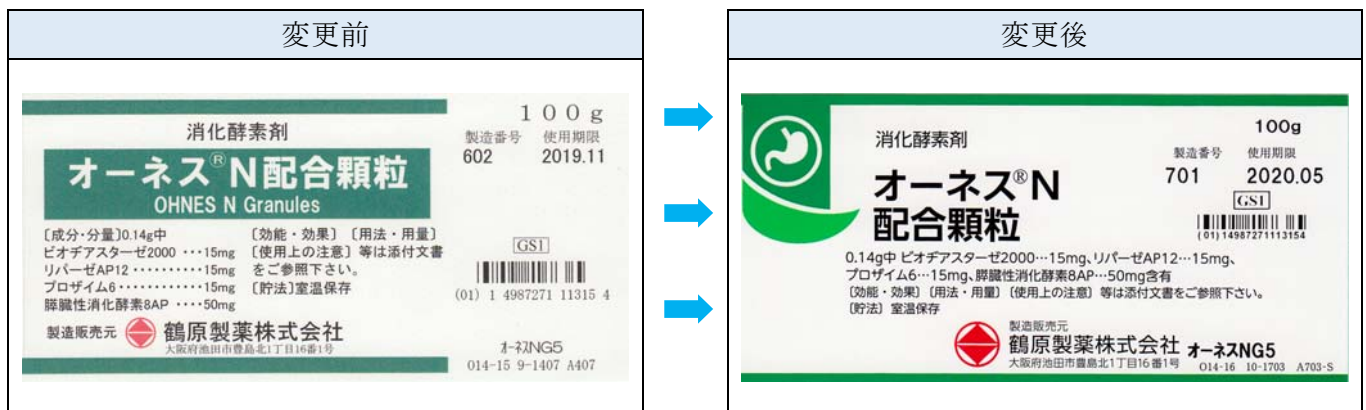 変更前
変更後
100g
消化酵素剤
製造番号 使用期限
602 2019.11
オーネス®N配合顆粒
OHNES N Granules
〔成分・分量〕0.14g中
ビオヂアスターゼ2000 ・・・15mg
リパーゼAP12 ・・・・・・・・・・15mg
プロザイム6・・・・・・・・・・・・15mg
膵臓性消化酵素8AP ・・・・50mg
〔効能・効果〕〔用法・用量〕
〔使用上の注意〕等は添付文書
をご参照下さい。
〔貯法〕室温保存
GS1
(01) 1 4987271 11315 4
製造販売元 鶴原製薬株式会社
大阪府池田市豊島北1丁目16番1号
オーネスNG5
014-15 9-1407 A407
消化酵素剤
100g
製造番号 使用期限
701 2020.05
オーネス®N
配合顆粒
GS1
(01)14987271113154
0.14g中 ビオヂアスターゼ2000…15mg、リパーゼAP12…15mg、
プロザイム6…15mg、膵臓性消化酵素8AP…50mg含有
〔効能・効果〕〔用法・用量〕〔使用上の注意〕等は添付文書をご参照下さい。
〔貯法〕室温保存
製造販売元
鶴原製薬株式会社
大阪府池田市豊島北1丁目16番1号
オーネスNG5
014-16 10-1703 A703-S